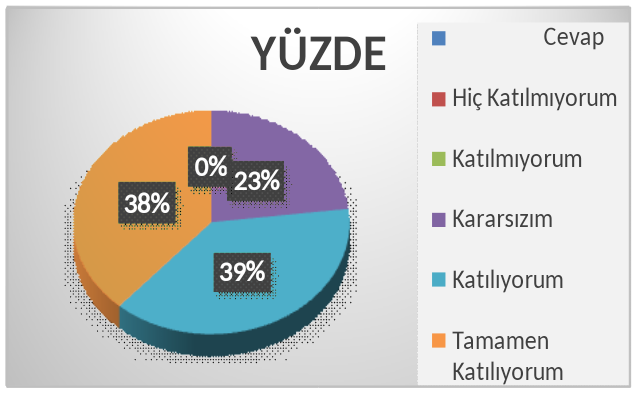 YÜZDE
0%
23%
38%
39%
Cevap
Hiç Katılmıyorum
Katılmıyorum
Kararsızım
Katılıyorum
Tamamen
Katılıyorum